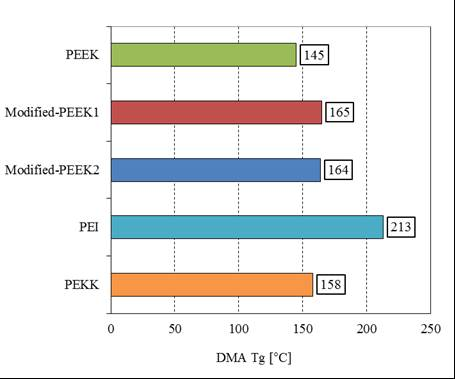 PEEK 145
Modified-PEEK1 165
Modified-PEEK2 164
PEI 213
PEKK 158
0 50 100 150 200 250
DMA Tg [°C]